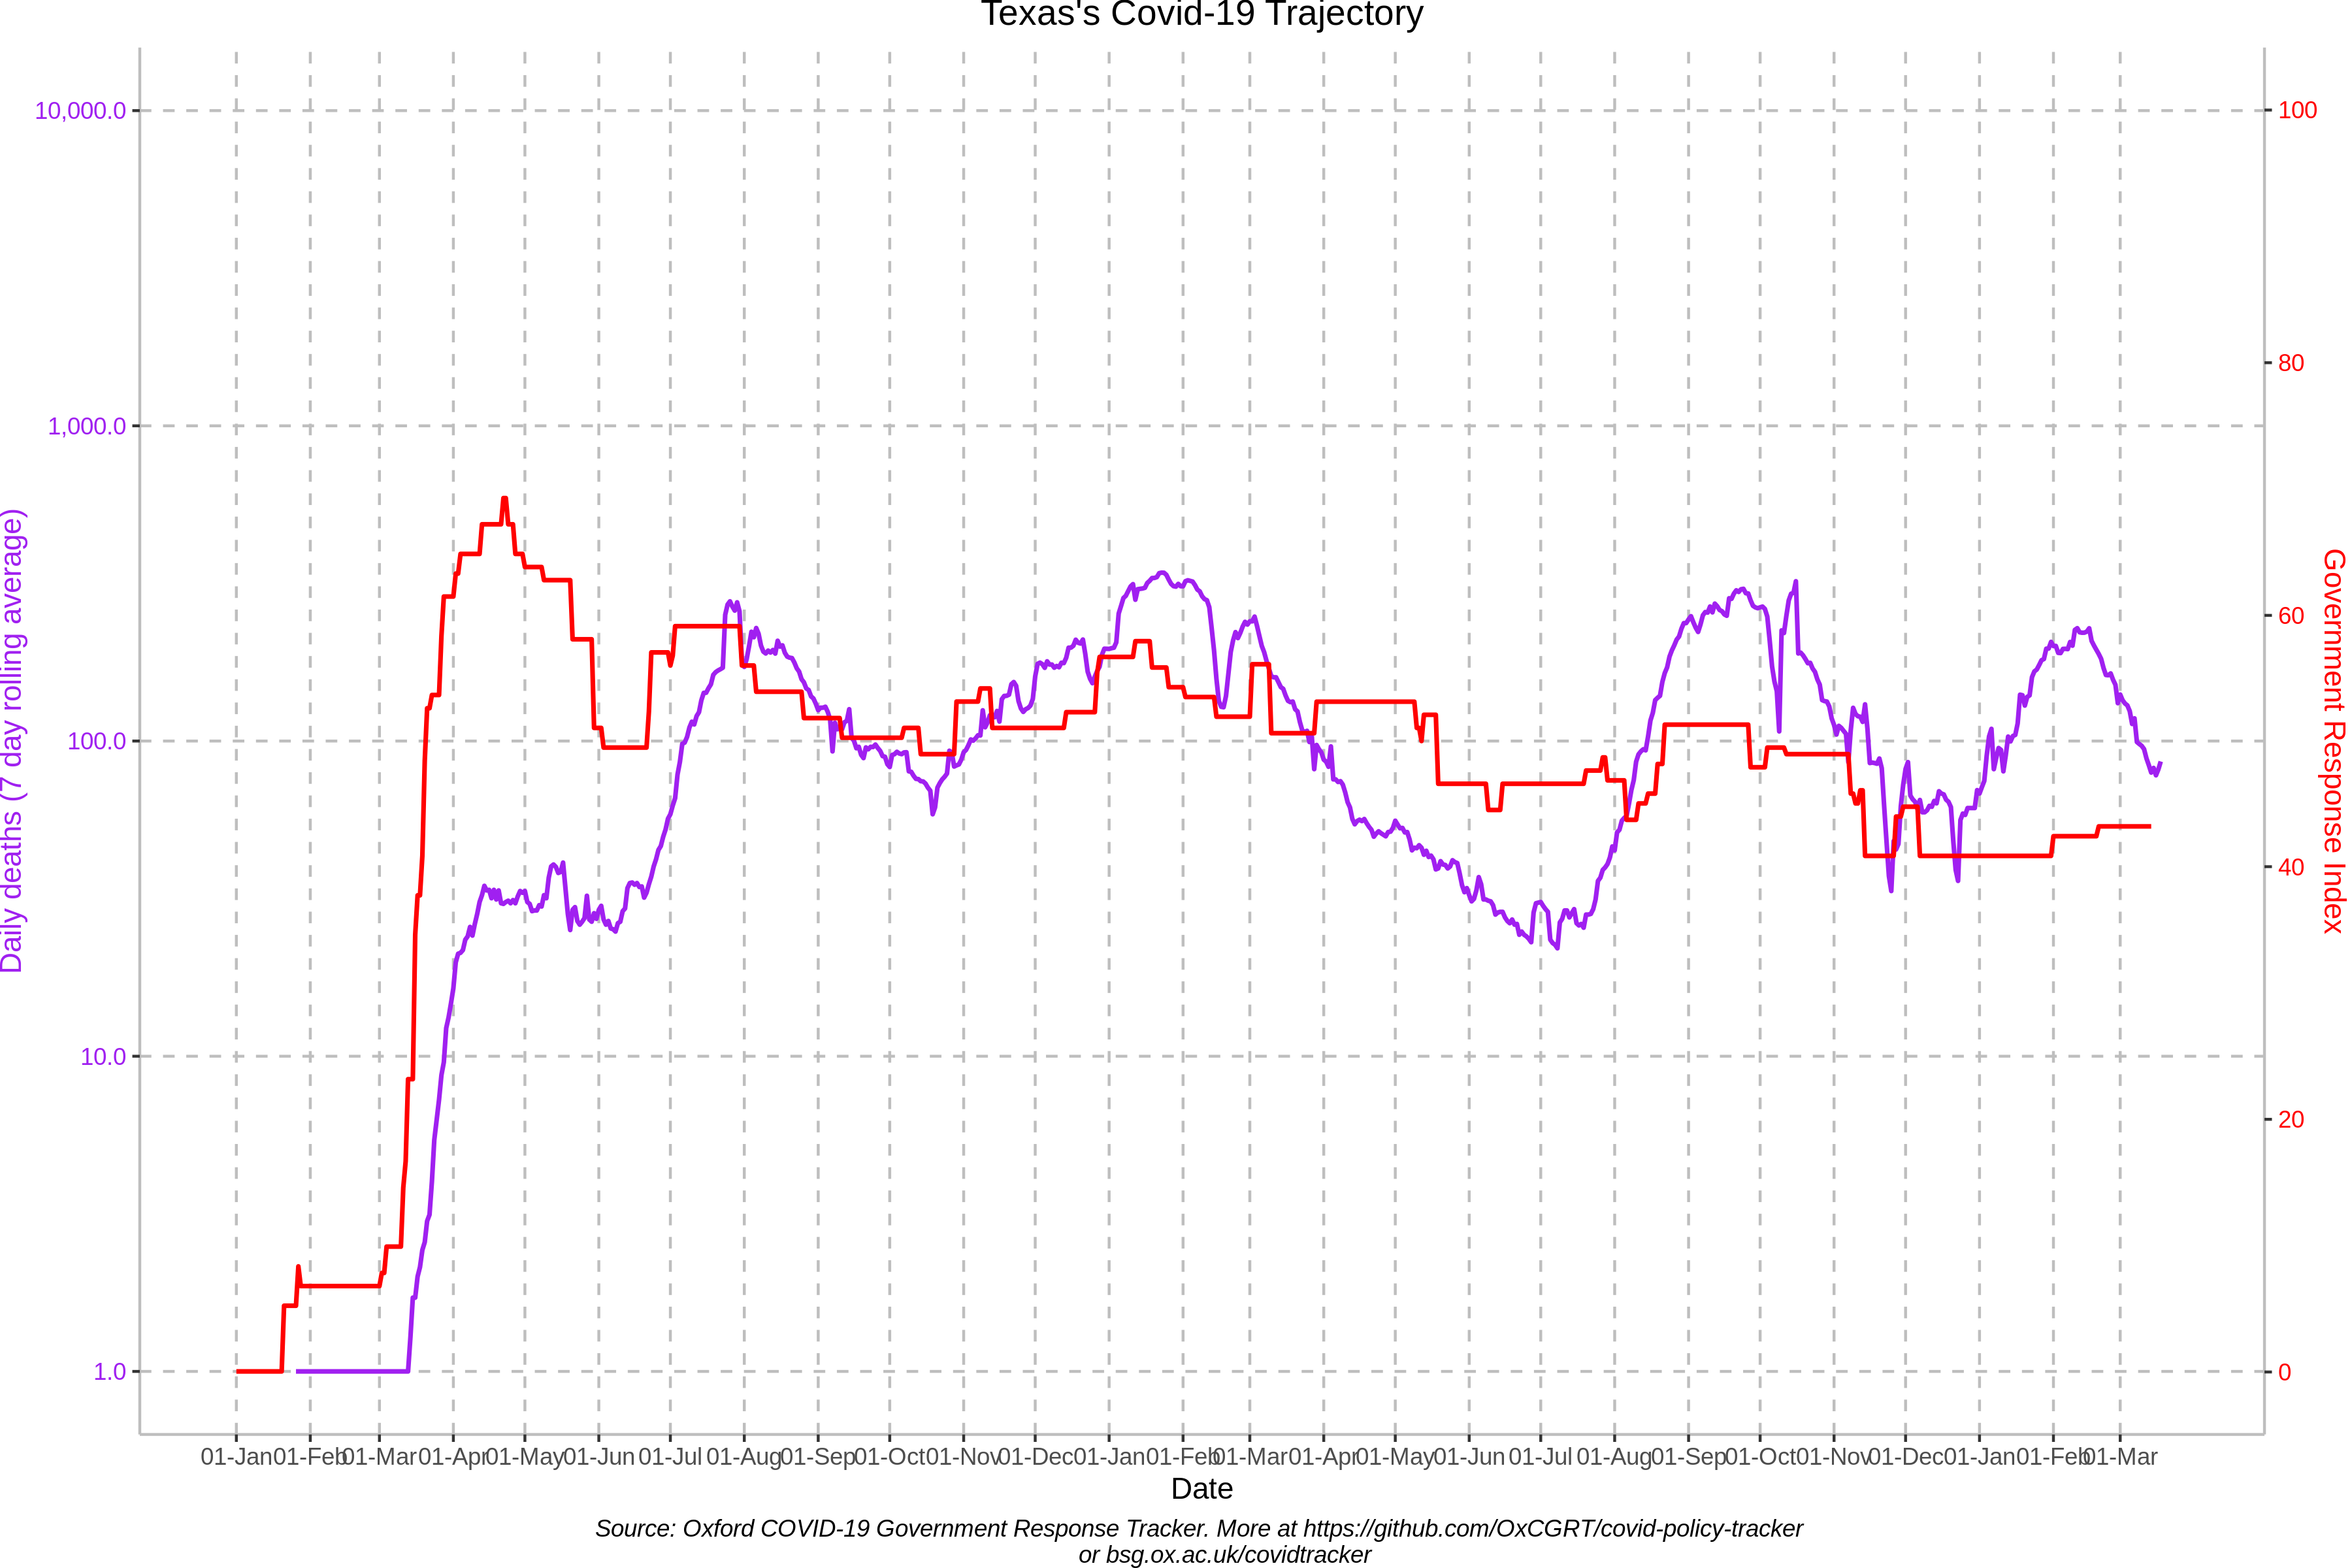 Texas's Covid-19 Trajectory
10,000.0
1,000.0
100.0
10.0
1.0
Daily deaths (7 day rolling average)
100
80
60
40
20
0
Government Response Index
01-Jan 01-Feb 01-Mar 01-Apr 01-May 01-Jun 01-Jul 01-Aug 01-Sep 01-Oct 01-Nov 01-Dec 01-Jan 01-Feb 01-Mar 01-Apr 01-May 01-Jun 01-Jul 01-Aug 01-Sep 01-Oct 01-Nov 01-Dec 01-Jan 01-Feb 01-Mar
Date
Source: Oxford COVID-19 Government Response Tracker. More at https://github.com/OxCGRT/covid-policy-tracker
or bsg.ox.ac.uk/covidtracker